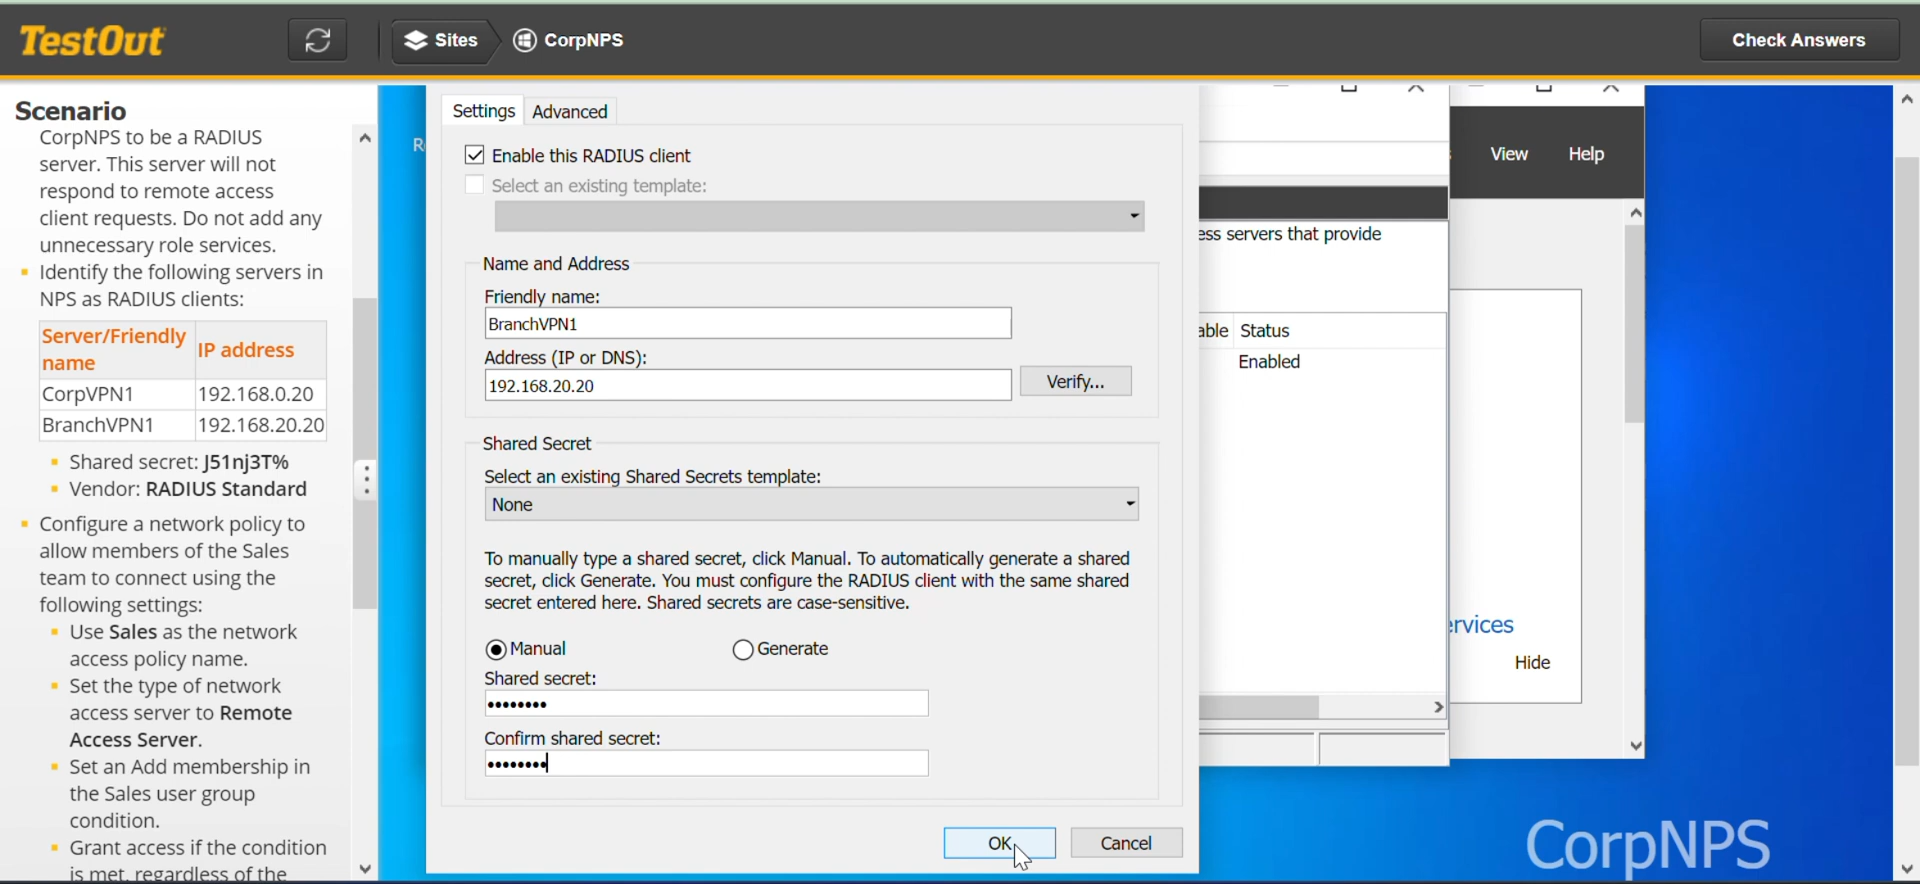 TestOut
Sites
CorpNPS
Check Answers
Scenario
CorpNPS to be a RADIUS
server. This server will not
respond to remote access
client requests. Do not add any
unnecessary role services.
Identify the following servers in
NPS as RADIUS clients:
Server/Friendly name IP address
CorpVPN1 192.168.0.20
BranchVPN1 192.168.20.20
Shared secret: J51nj3T%
Vendor: RADIUS Standard
Configure a network policy to
allow members of the Sales
team to connect using the
following settings:
Use Sales as the network
access policy name.
Set the type of network
access server to Remote
Access Server.
Set an Add membership in
the Sales user group
condition.
Grant access if the condition
is met, regardless of the
Settings Advanced
Enable this RADIUS client
Select an existing template:
Name and Address
Friendly name:
BranchVPN1
Address (IP or DNS):
192.168.20.20
Verify...
Shared Secret
Select an existing Shared Secrets template:
None
To manually type a shared secret, click Manual. To automatically generate a shared
secret, click Generate. You must configure the RADIUS client with the same shared
secret entered here. Shared secrets are case-sensitive.
Manual Generate
Shared secret:
••••••••
Confirm shared secret:
••••••••
OK Cancel
View Help
ess servers that provide
able Status
Enabled
ervices
Hide
CorpNPS